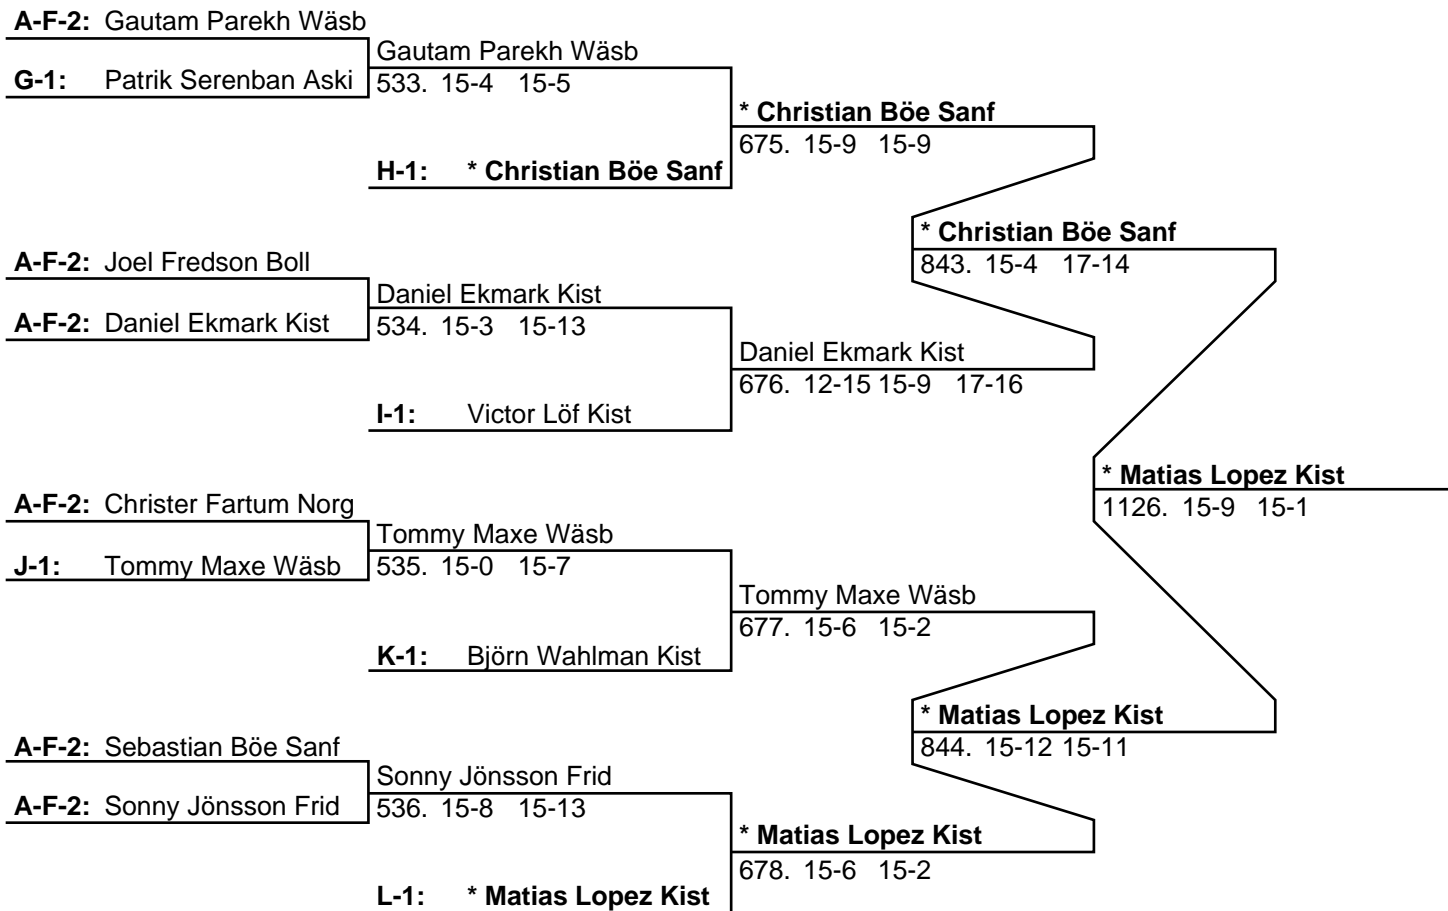 A-F-2: Gautam Parekh Wäsb
Gautam Parekh Wäsb
G-1: Patrik Serenban Aski
533. 15-4 15-5
* Christian Böe Sanf
675. 15-9 15-9
H-1: * Christian Böe Sanf
* Christian Böe Sanf
843. 15-4 17-14
A-F-2: Joel Fredson Boll
Daniel Ekmark Kist
A-F-2: Daniel Ekmark Kist
534. 15-3 15-13
Daniel Ekmark Kist
676. 12-15 15-9 17-16
I-1: Victor Löf Kist
* Matias Lopez Kist
1126. 15-9 15-1
A-F-2: Christer Fartum Norg
Tommy Maxe Wäsb
J-1: Tommy Maxe Wäsb
535. 15-0 15-7
Tommy Maxe Wäsb
677. 15-6 15-2
K-1: Björn Wahlman Kist
* Matias Lopez Kist
844. 15-12 15-11
A-F-2: Sebastian Böe Sanf
Sonny Jönsson Frid
A-F-2: Sonny Jönsson Frid
536. 15-8 15-13
* Matias Lopez Kist
678. 15-6 15-2
L-1: * Matias Lopez Kist